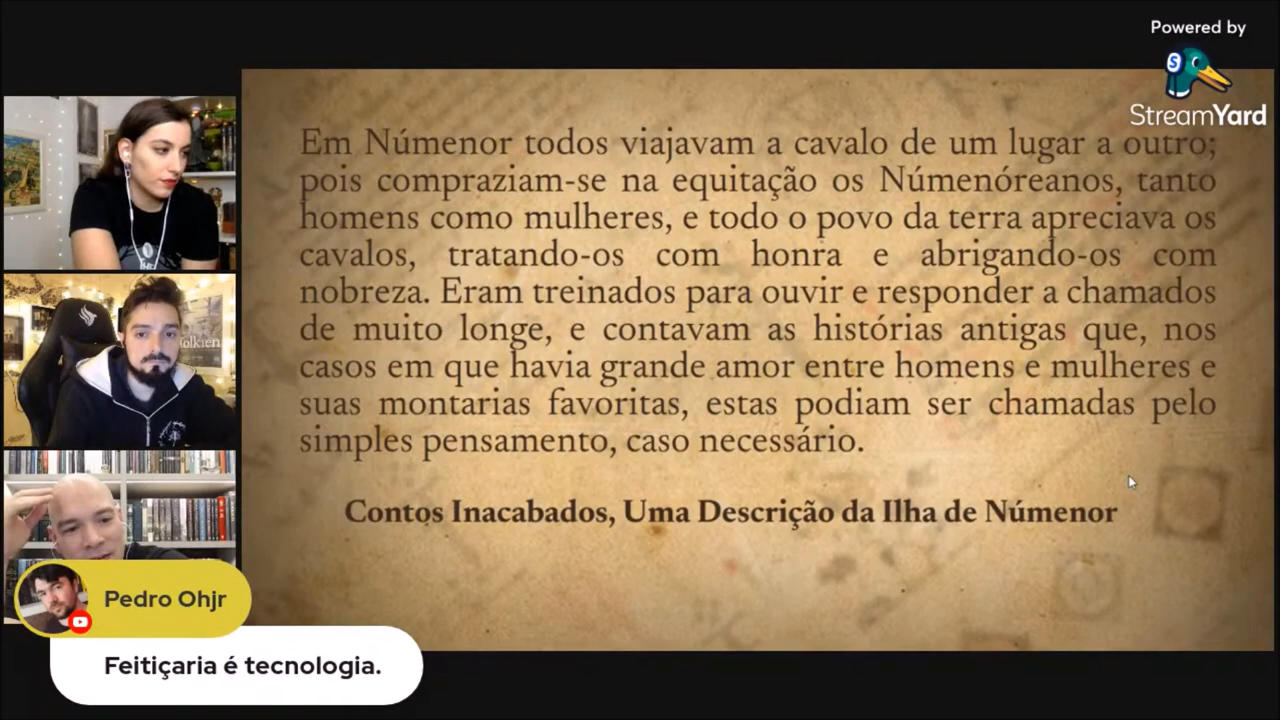 Powered by
StreamYard
Em Númenor todos viajavam a cavalo de um lugar a outro;
pois compraziam-se na equitação os Númenóreanos, tanto
homens como mulheres, e todo o povo da terra apreciava os
cavalos, tratando-os com honra e abrigando-os com
nobreza. Eram treinados para ouvir e responder a chamados
de muito longe, e contavam as histórias antigas que, nos
casos em que havia grande amor entre homens e mulheres e
suas montarias favoritas, estas podiam ser chamadas pelo
simples pensamento, caso necessário.
Contos Inacabados, Uma Descrição da Ilha de Númenor
olkien
Pedro Ohjr
Feitiçaria é tecnologia.